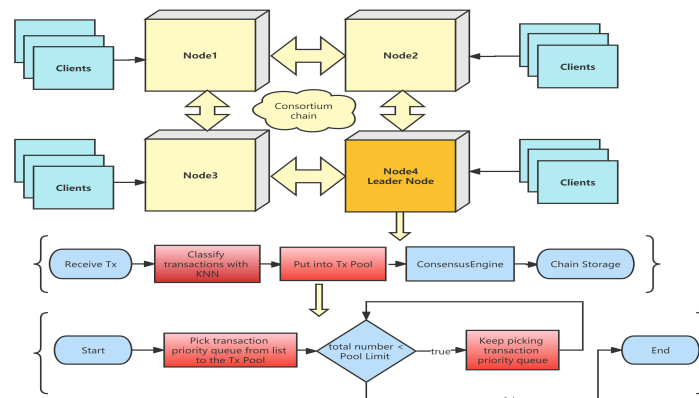 Clients
Node1
Node2
Clients
Consortium
chain
Clients
Node3
Node4
Leader Node
Clients
Receive Tx
Classify
transactions with
KNN
Put into Tx Pool
ConsensusEngine
Chain Storage
Start
Pick transaction
priority queue from list
to the Tx Pool
total number <
Pool Limit
true
Keep picking
transaction
priority queue
End